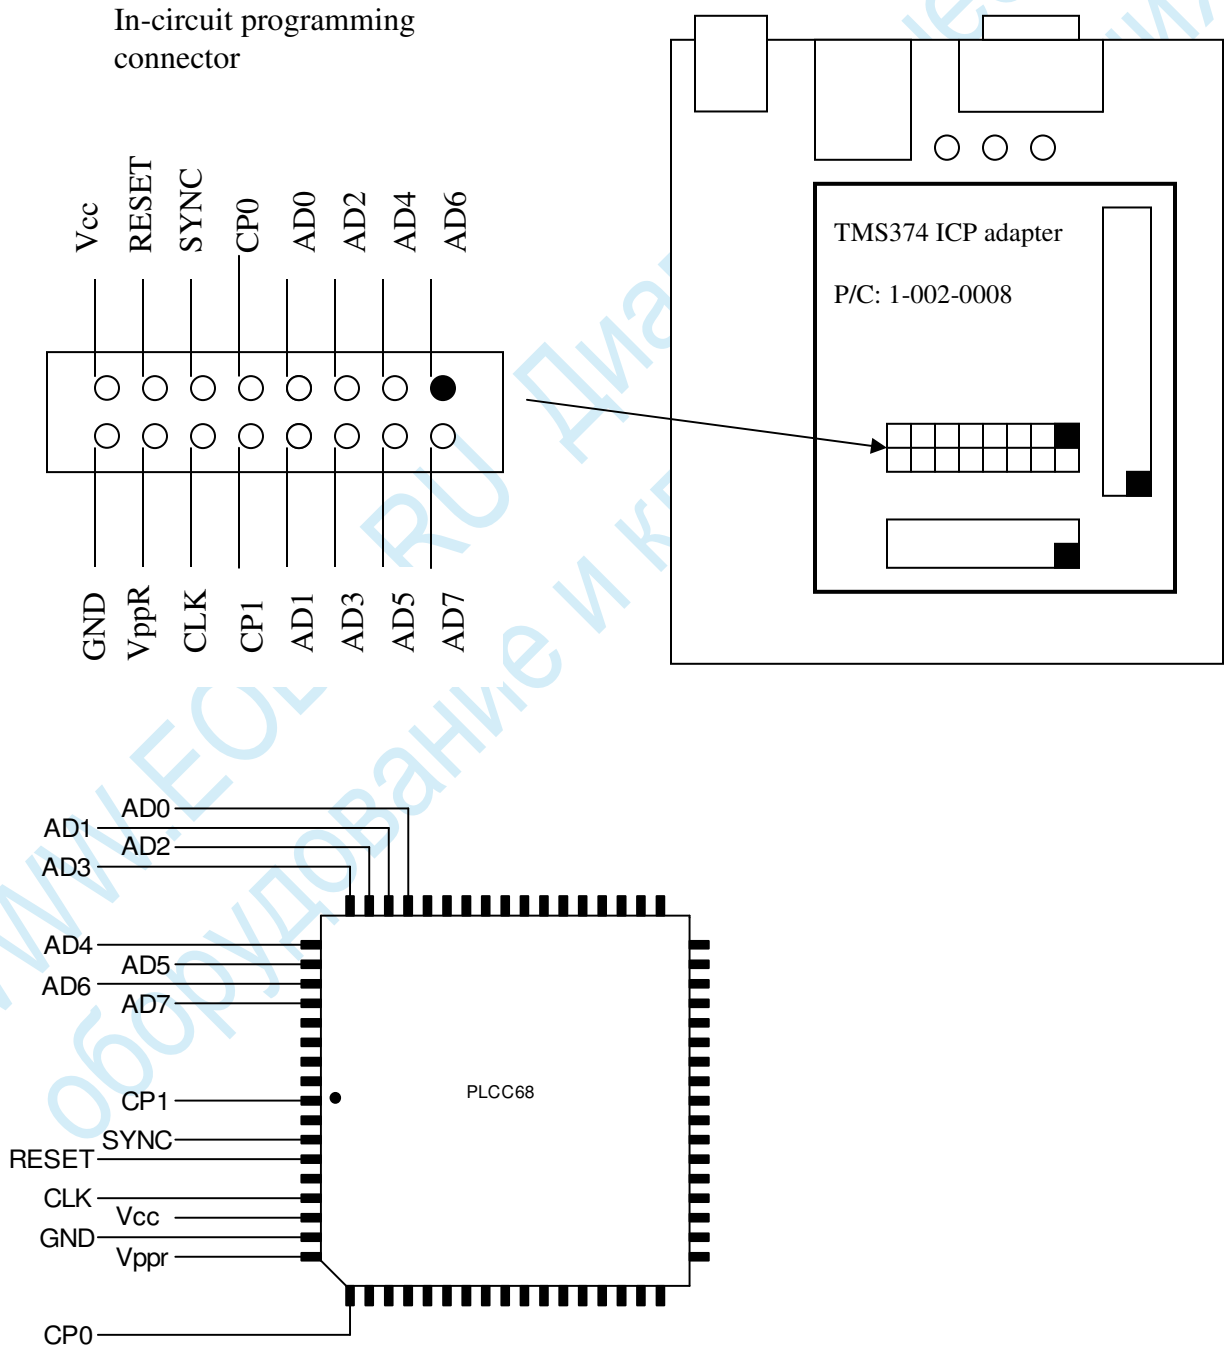 In-circuit programming
connector
Vcc
RESET
SYNC
CP0
AD0
AD2
AD4
AD6
GND
VppR
CLK
CP1
AD1
AD3
AD5
AD7
TMS374 ICP adapter
P/C: 1-002-0008
AD0
AD1
AD2
AD3
AD4
AD5
AD6
AD7
CP1
SYNC
RESET
CLK
Vcc
GND
Vppr
CP0
PLCC68
оборудование и